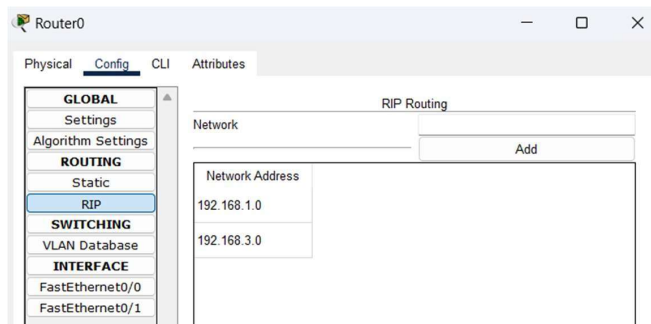 Router0
Physical Config CLI Attributes
GLOBAL
Settings
Algorithm Settings
ROUTING
Static
RIP
SWITCHING
VLAN Database
INTERFACE
FastEthernet0/0
FastEthernet0/1
RIP Routing
Network
Add
Network Address
192.168.1.0
192.168.3.0